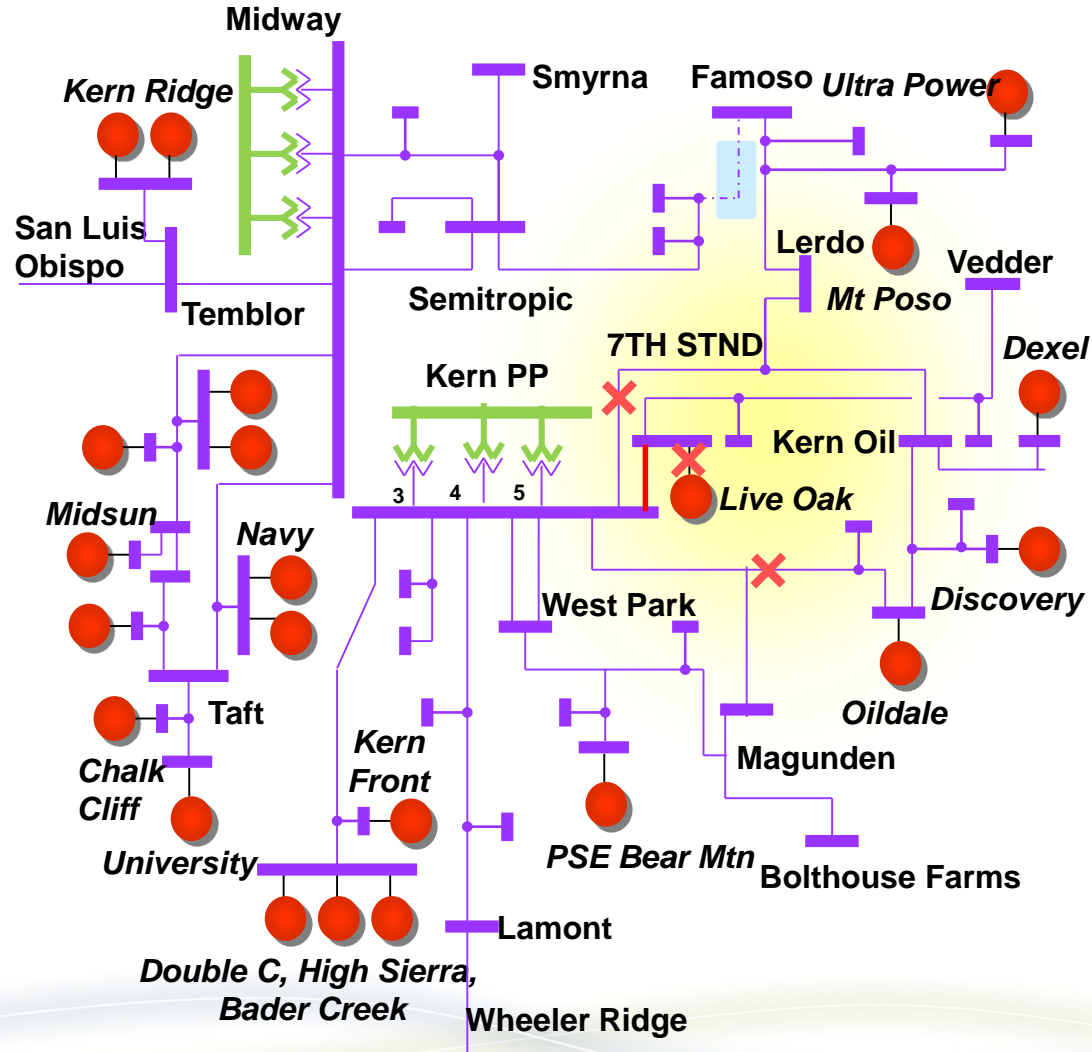 Midway
Smyrna
Famoso
Ultra Power
Kern Ridge
San Luis
Obispo
Temblor
Semitropic
Lerdo
Vedder
Mt Poso
7TH STND
Dexel
Kern PP
Kern Oil
3
4
5
Live Oak
Midsun
Navy
West Park
Discovery
Oildale
Taft
Magunden
Chalk
Cliff
Kern
Front
University
PSE Bear Mtn
Bolthouse Farms
Lamont
Double C, High Sierra,
Bader Creek
Wheeler Ridge